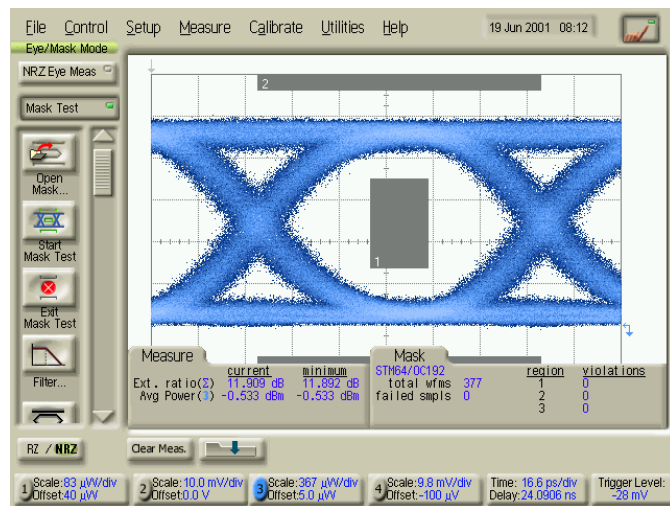 File Control Setup Measure Calibrate Utilities Help 19 Jun 2001 08:12
Eye/Mask Mode
NRZ Eye Meas
Mask Test
Open
Mask...
Start
Mask Test
Exit
Mask Test
Filter...
2
1
Measure
current minimum
Ext. ratio(Σ) 11.909 dB 11.892 dB
Avg Power(3) -0.533 dBm -0.533 dBm
Mask
STM64/OC192 region violations
total wfms 377 1 0
failed smpls 0 2 0
3 0
RZ / NRZ
Clear Meas.
1 Scale:83 µW/div
Offset:40 µW
2 Scale:10.0 mV/div
Offset:0.0 V
3 Scale:367 µW/div
Offset:5.0 µW
4 Scale:9.8 mV/div
Offset:-100 µV
Time: 16.6 ps/div
Delay:24.0906 ns
Trigger Level:
-28 mV